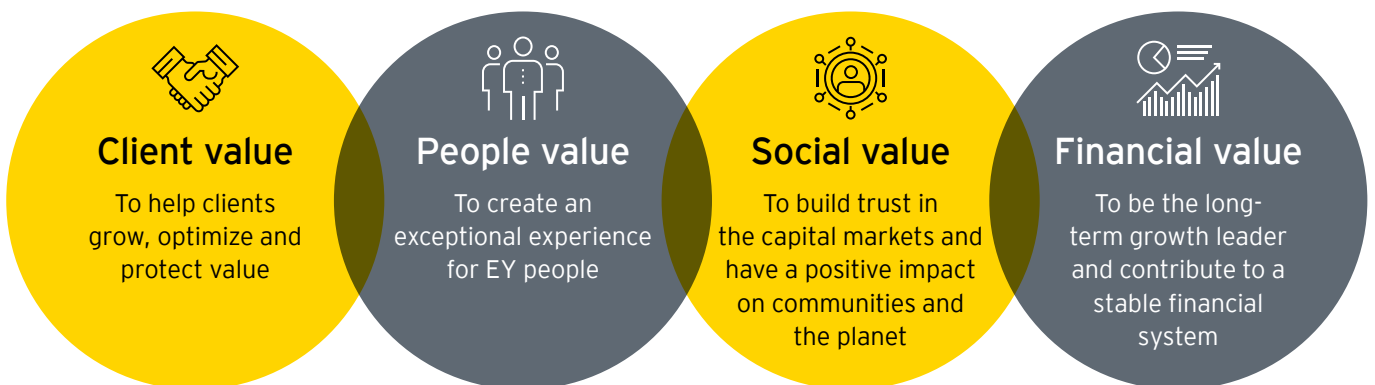 Client value
To help clients
grow, optimize and
protect value
People value
To create an
exceptional experience
for EY people
Social value
To build trust in
the capital markets and
have a positive impact
on communities and
the planet
Financial value
To be the long-
term growth leader
and contribute to a
stable financial
system